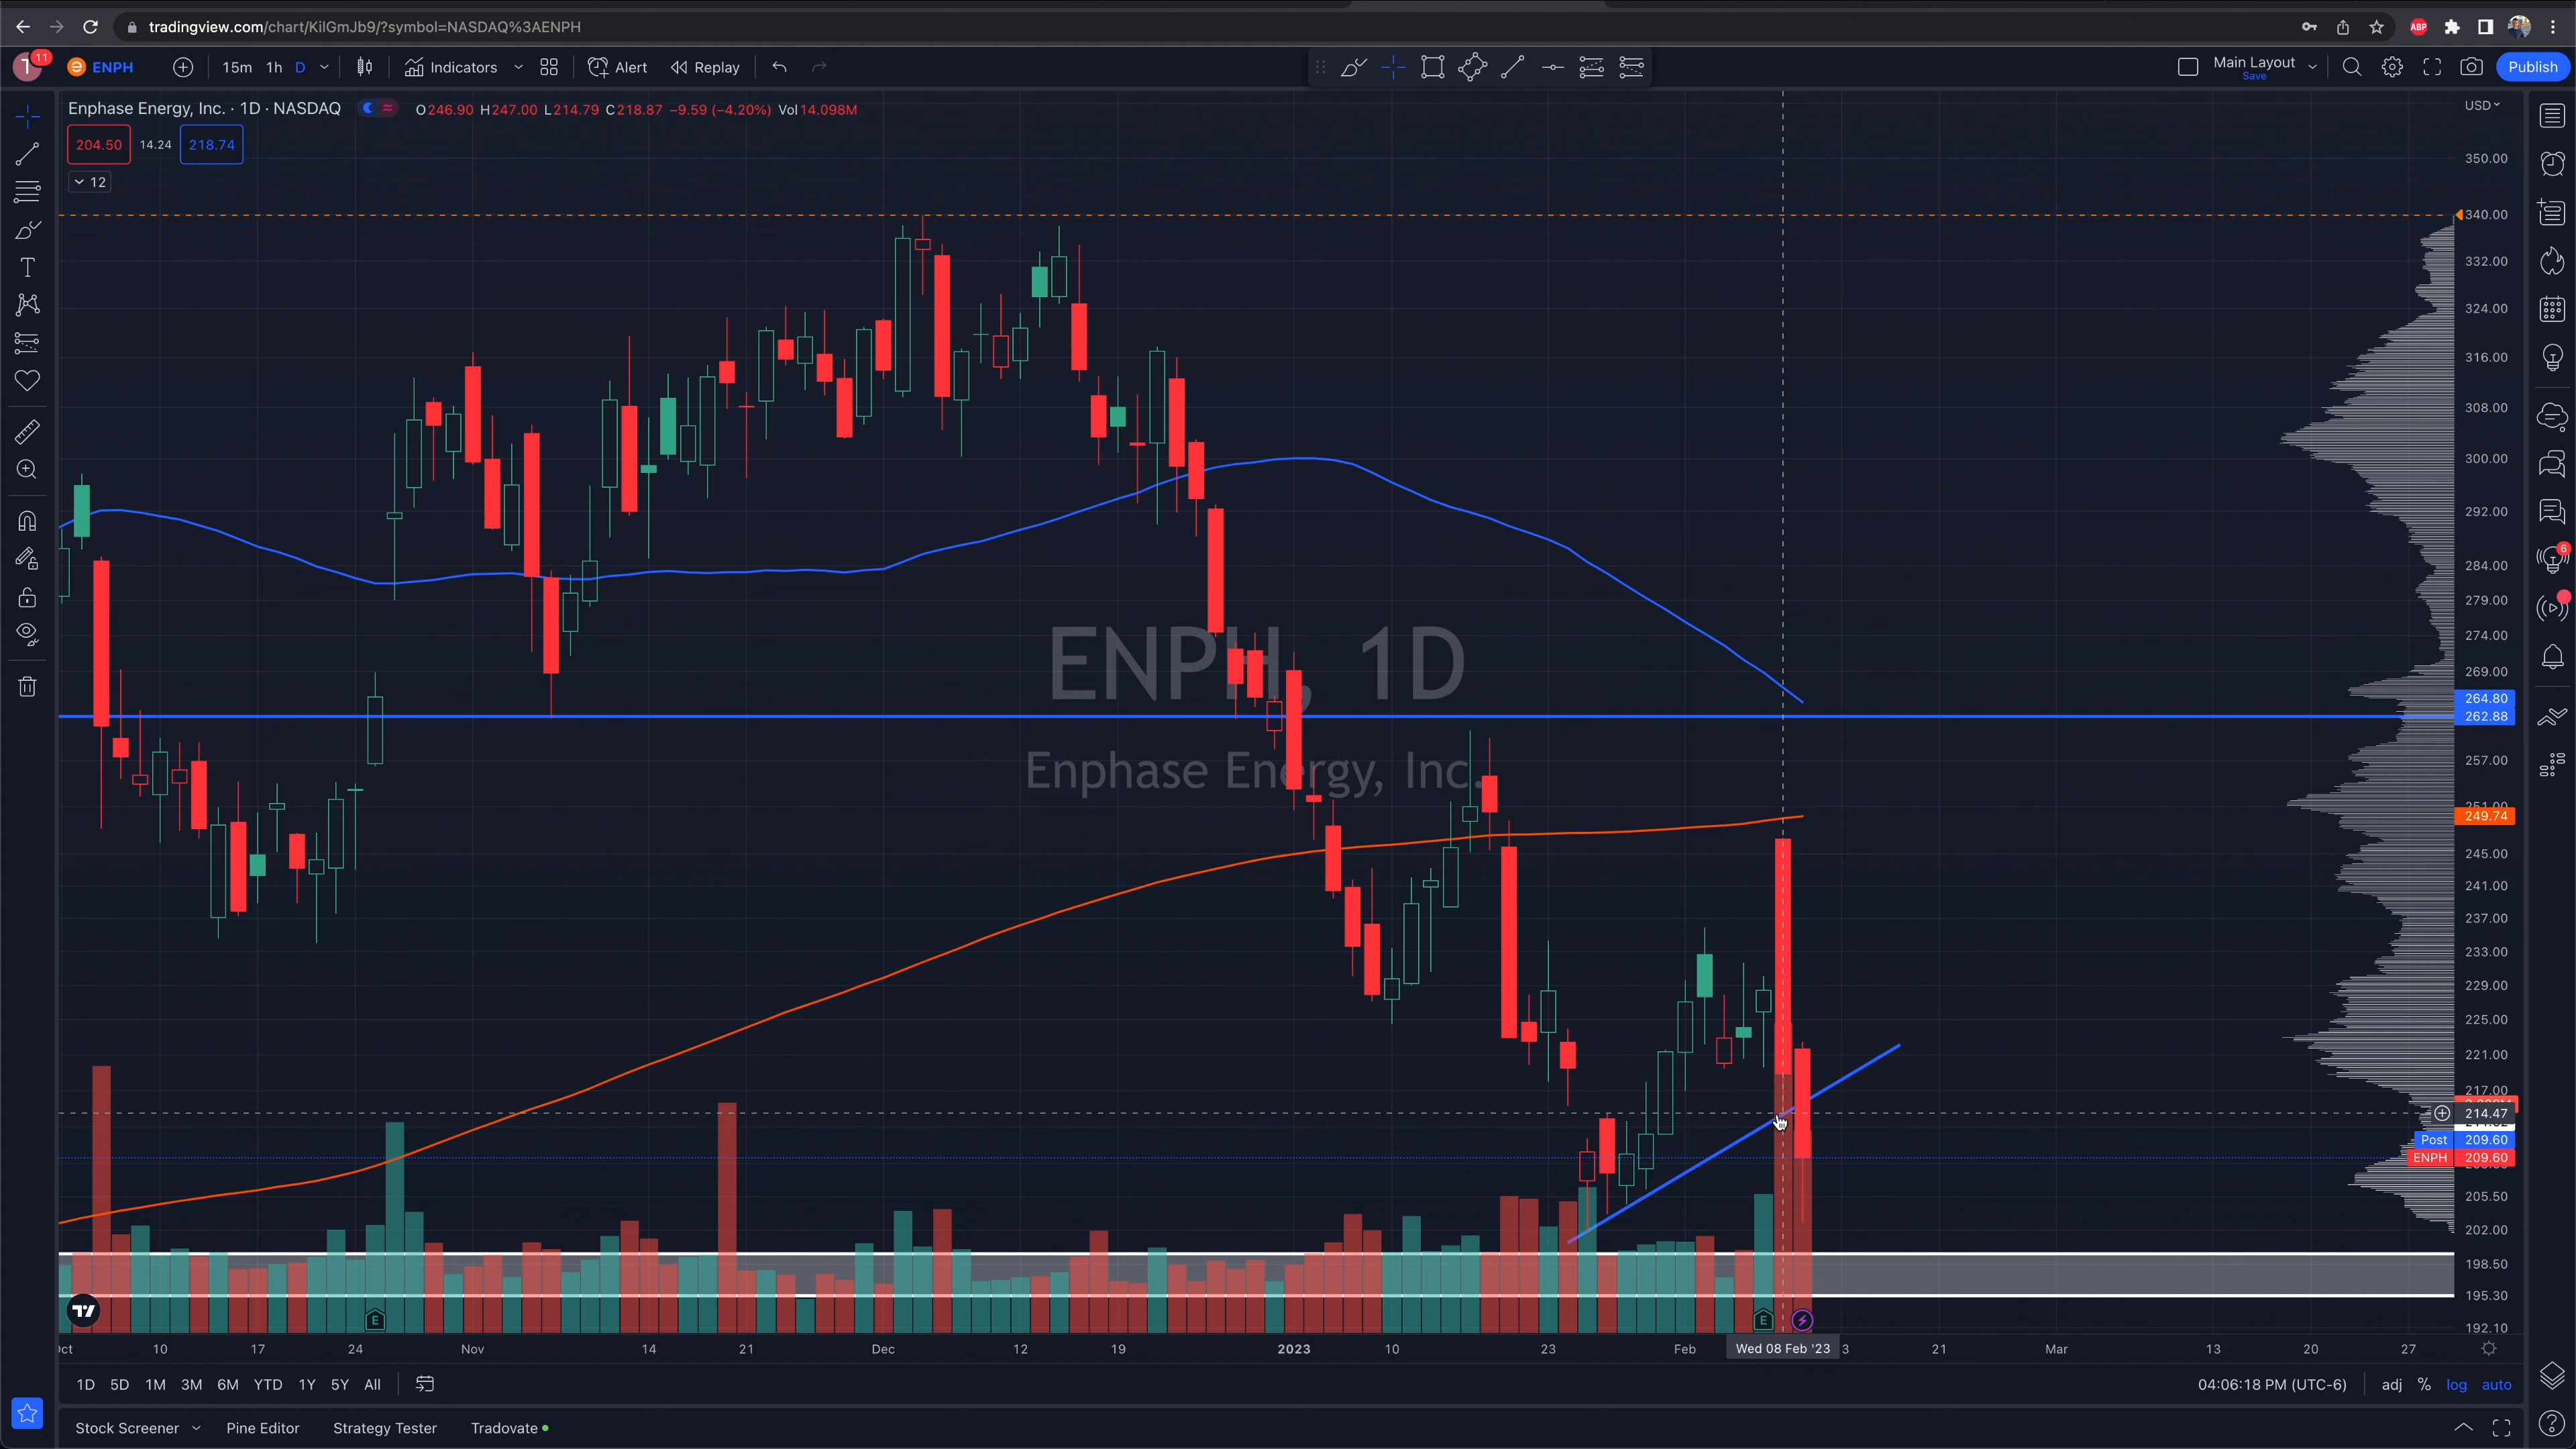 tradingview.com/chart/KilGmJb9/?symbol=NASDAQ%3AENPH
ABP
T 11 ENPH 15m 1h D Indicators Alert Replay Main Layout Save Publish
Enphase Energy, Inc. · 1D · NASDAQ O246.90 H247.00 L214.79 C218.87 −9.59 (−4.20%) Vol14.098M
USD
204.50 14.24 218.74
12
350.00
340.00
332.00
324.00
316.00
308.00
300.00
292.00
284.00
279.00
274.00
269.00
264.80
262.88
257.00
251.00
249.74
245.00
241.00
237.00
233.00
229.00
225.00
221.00
217.00
214.47
Post 209.60
ENPH 209.60
205.50
202.00
198.50
195.30
192.10
ENPH, 1D
Enphase Energy, Inc.
6
E E
10 17 24 Nov 14 21 Dec 12 19 2023 10 23 Feb Wed 08 Feb '23 3 21 Mar 13 20 27
1D 5D 1M 3M 6M YTD 1Y 5Y All 04:06:18 PM (UTC-6) adj % log auto
Stock Screener Pine Editor Strategy Tester Tradovate